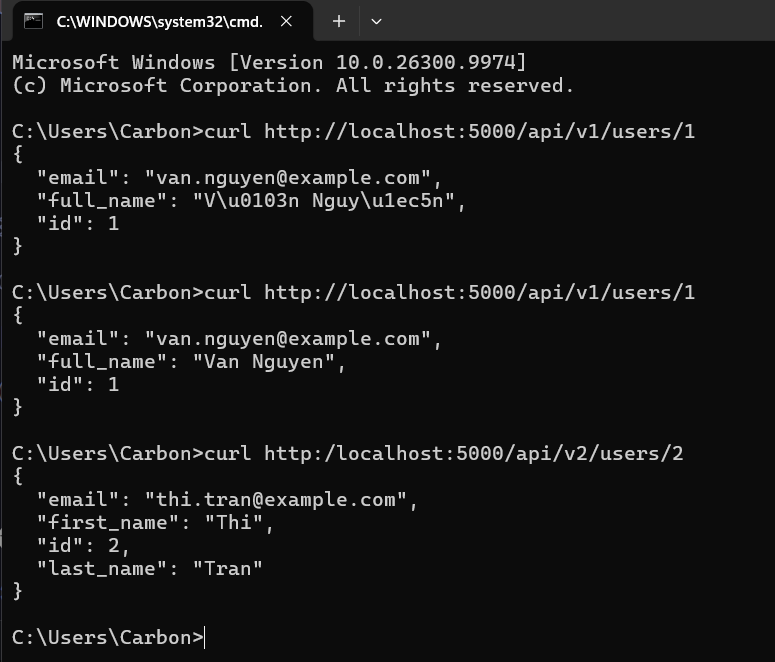 C:\WINDOWS\system32\cmd.
Microsoft Windows [Version 10.0.26300.9974]
(c) Microsoft Corporation. All rights reserved.
C:\Users\Carbon>curl http://localhost:5000/api/v1/users/1
{
  "email": "van.nguyen@example.com",
  "full_name": "V\u0103n Nguy\u1ec5n",
  "id": 1
}
C:\Users\Carbon>curl http://localhost:5000/api/v1/users/1
{
  "email": "van.nguyen@example.com",
  "full_name": "Van Nguyen",
  "id": 1
}
C:\Users\Carbon>curl http:/localhost:5000/api/v2/users/2
{
  "email": "thi.tran@example.com",
  "first_name": "Thi",
  "id": 2,
  "last_name": "Tran"
}
C:\Users\Carbon>